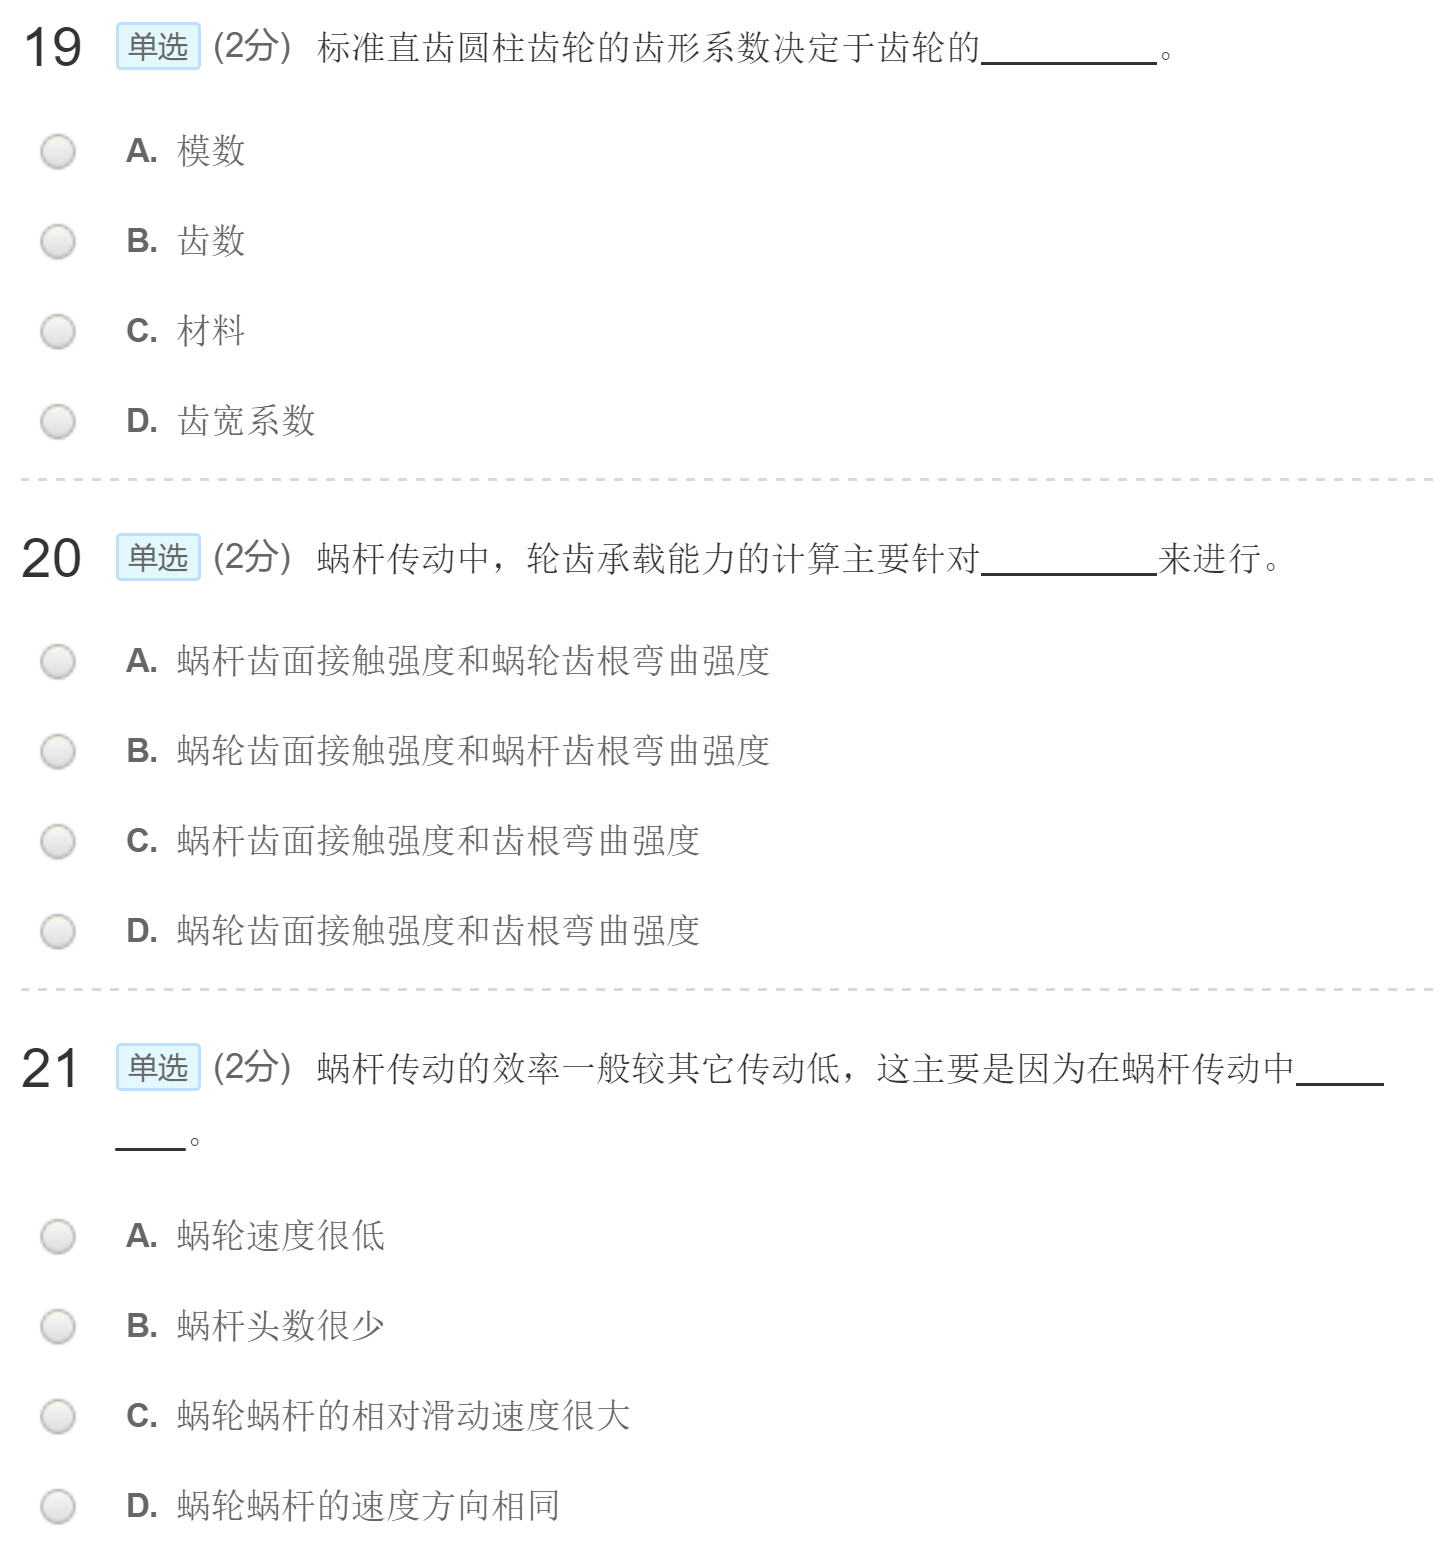 19 单选 (2分) 标准直齿圆柱齿轮的齿形系数决定于齿轮的__________。
A. 模数
B. 齿数
C. 材料
D. 齿宽系数
20 单选 (2分) 蜗杆传动中，轮齿承载能力的计算主要针对__________来进行。
A. 蜗杆齿面接触强度和蜗轮齿根弯曲强度
B. 蜗轮齿面接触强度和蜗杆齿根弯曲强度
C. 蜗杆齿面接触强度和齿根弯曲强度
D. 蜗轮齿面接触强度和齿根弯曲强度
21 单选 (2分) 蜗杆传动的效率一般较其它传动低，这主要是因为在蜗杆传动中_____
____。
A. 蜗轮速度很低
B. 蜗杆头数很少
C. 蜗轮蜗杆的相对滑动速度很大
D. 蜗轮蜗杆的速度方向相同